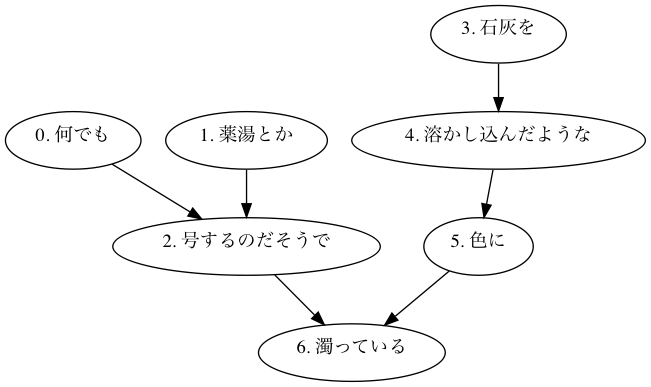 3. 石灰を
0. 何でも
1. 薬湯とか
4. 溶かし込んだような
2. 号するのだそうで
5. 色に
6. 濁っている